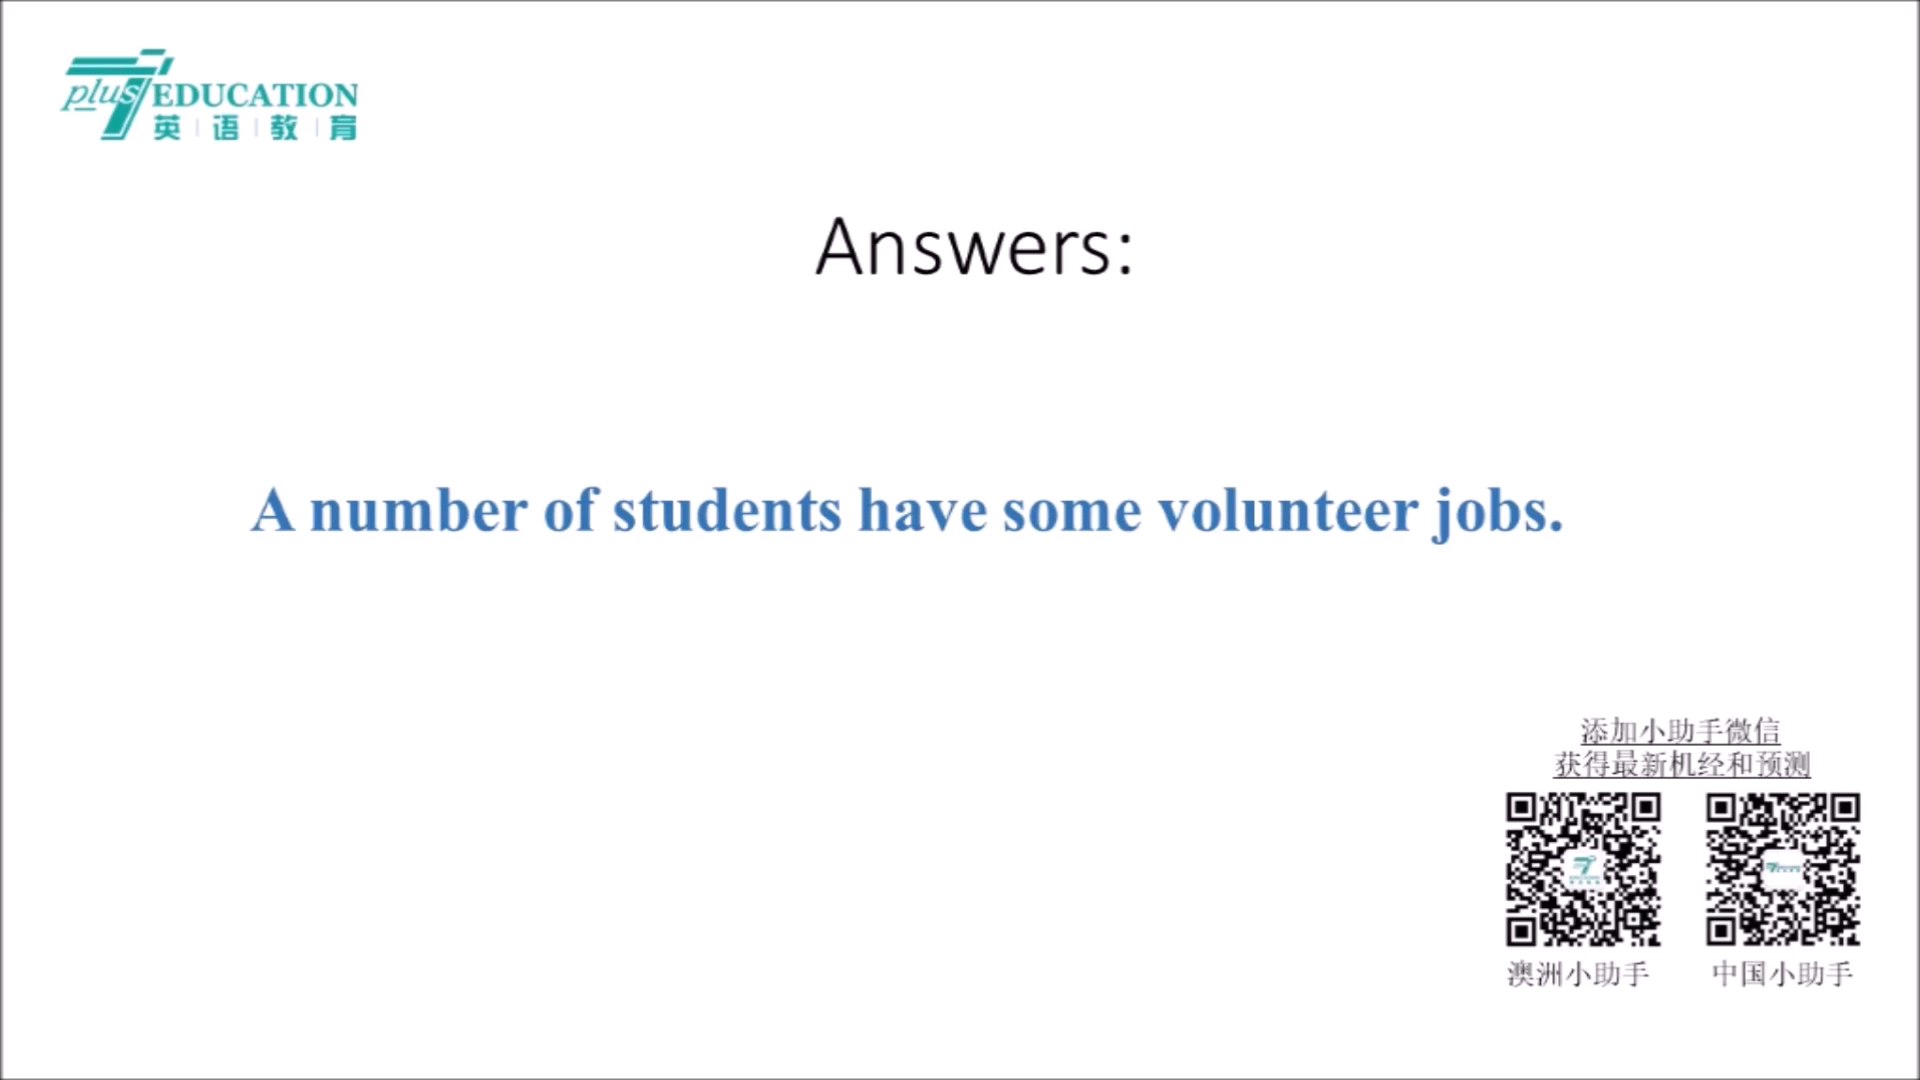 plus 7 EDUCATION
英语教育
Answers:
A number of students have some volunteer jobs.
添加小助手微信
获得最新机经和预测
澳洲小助手
中国小助手